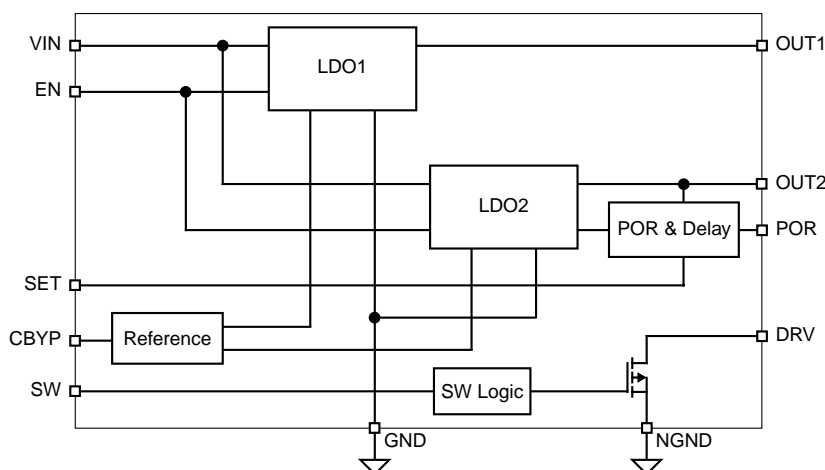 VIN
OUT1
LDO1
EN
OUT2
LDO2
POR & Delay
POR
SET
CBYP
Reference
DRV
SW
SW Logic
GND
NGND